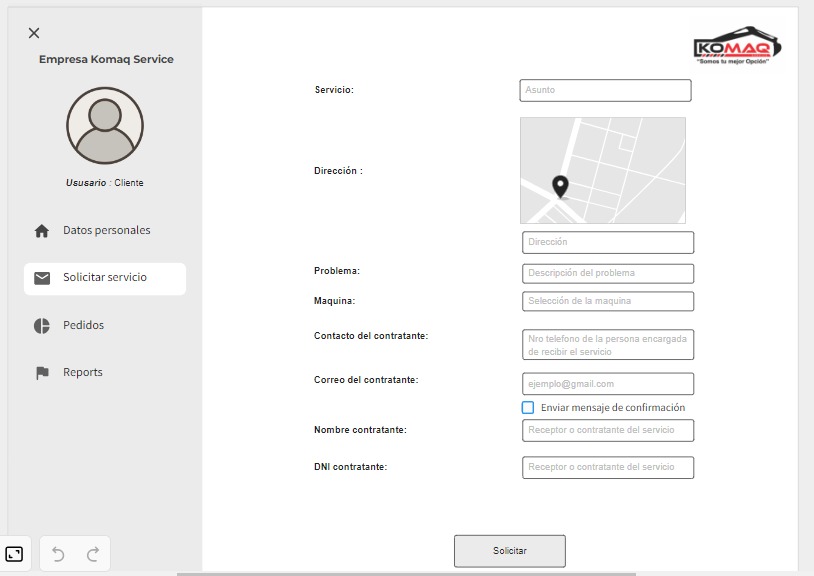 Empresa Komaq Service
Ususario : Cliente
Datos personales
Solicitar servicio
Pedidos
Reports
KOMAQ
"Somos tu mejor Opción"
Servicio:
Asunto
Dirección :
Dirección
Problema:
Descripción del problema
Maquina:
Selección de la maquina
Contacto del contratante:
Nro telefono de la persona encargada
de recibir el servicio
Correo del contratante:
ejemplo@gmail.com
Enviar mensaje de confirmación
Nombre contratante:
Receptor o contratante del servicio
DNI contratante:
Receptor o contratante del servicio
Solicitar